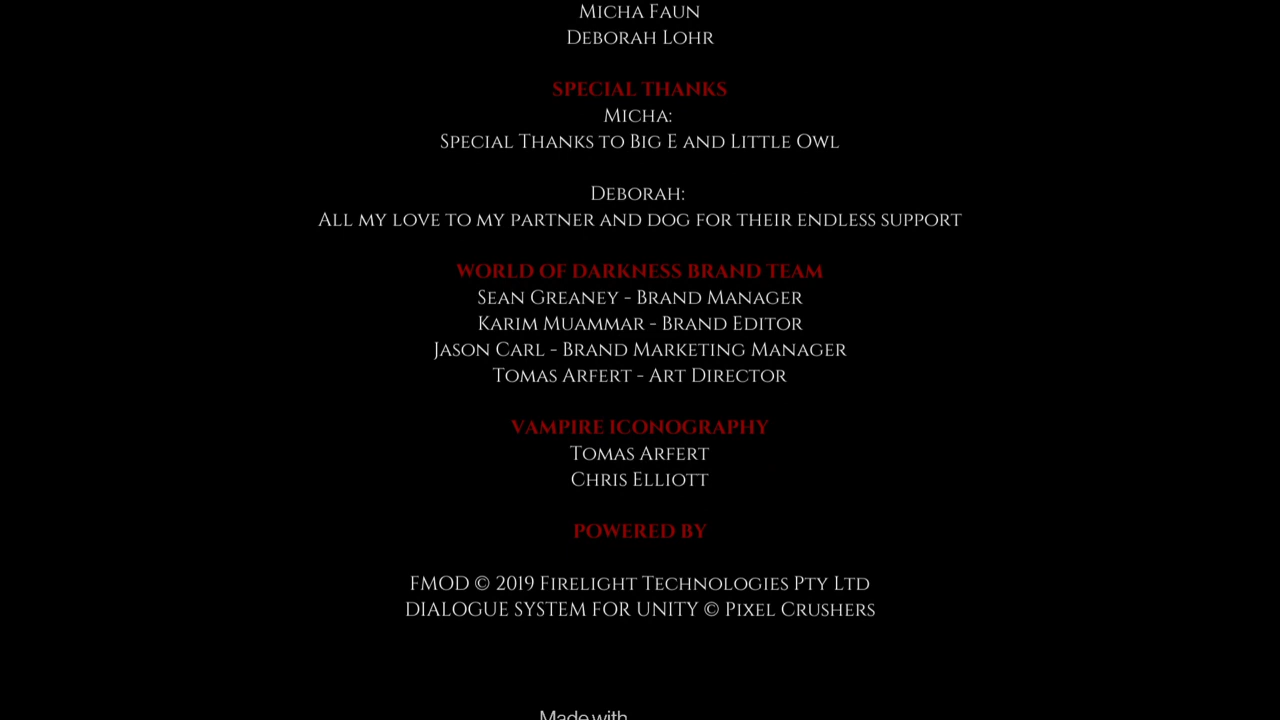 Micha Faun
Deborah Lohr
SPECIAL THANKS
Micha:
Special Thanks to Big E and Little Owl
Deborah:
All my love to my partner and dog for their endless support
WORLD OF DARKNESS BRAND TEAM
Sean Greaney - Brand Manager
Karim Muammar - Brand Editor
Jason Carl - Brand Marketing Manager
Tomas Arfert - Art Director
VAMPIRE ICONOGRAPHY
Tomas Arfert
Chris Elliott
POWERED BY
FMOD © 2019 Firelight Technologies Pty Ltd
DIALOGUE SYSTEM FOR UNITY © Pixel Crushers
Made with